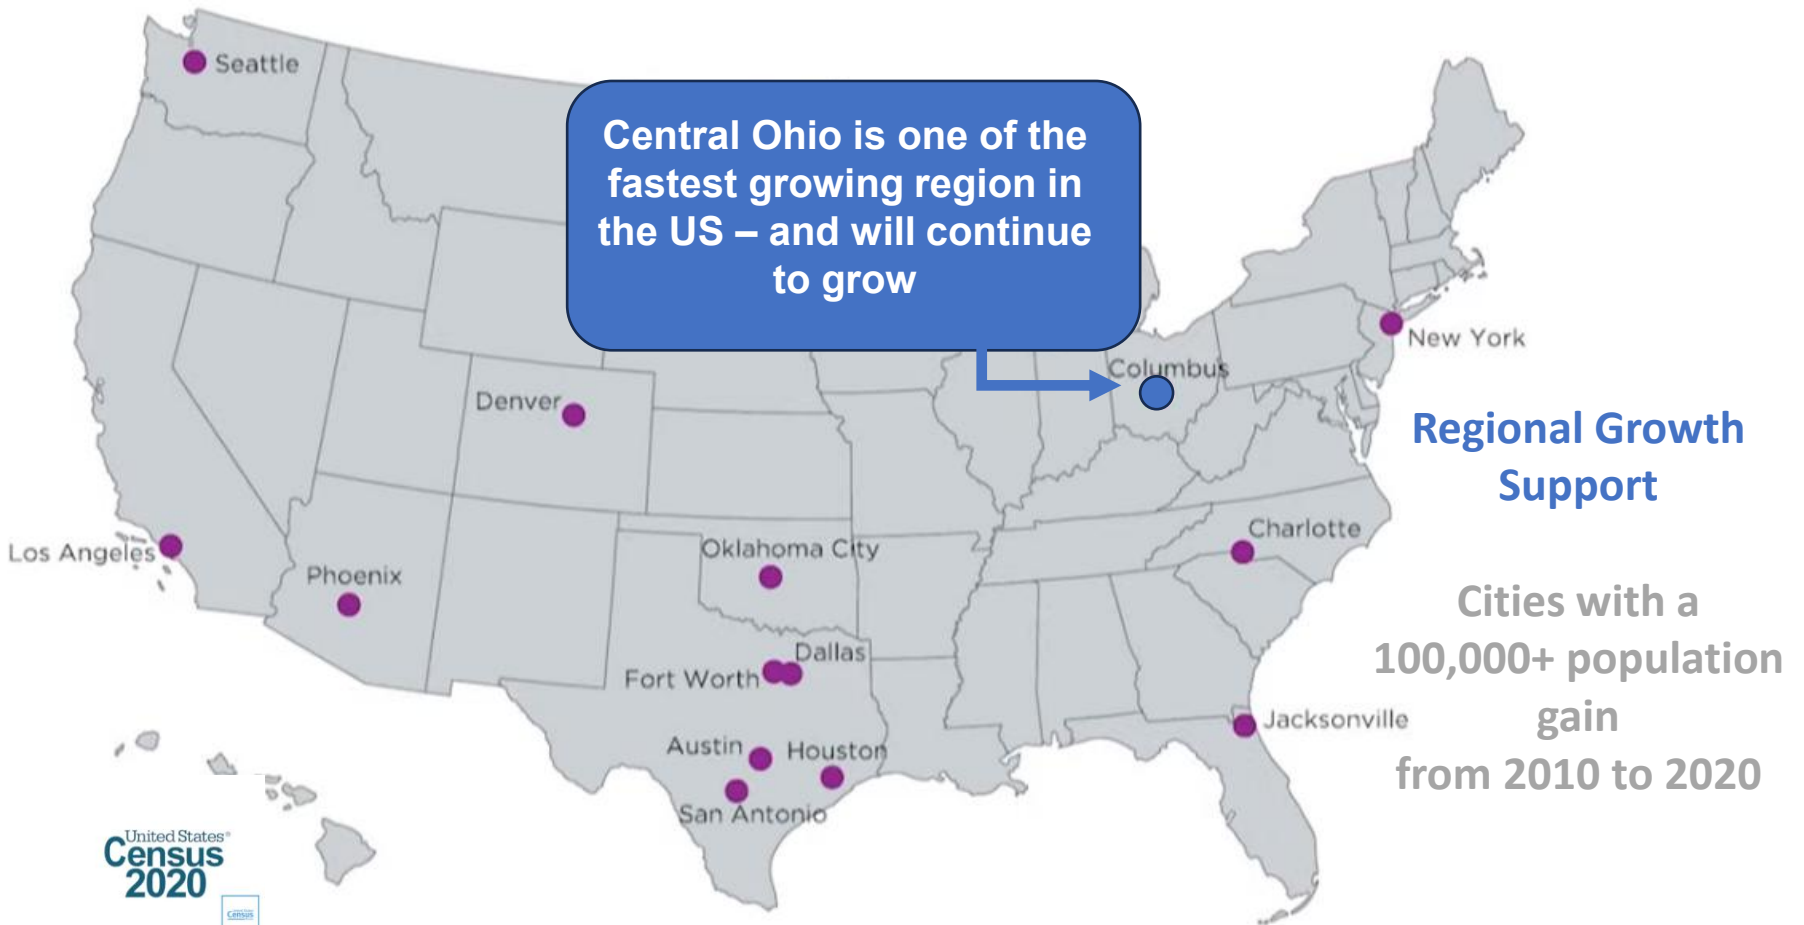 Seattle
Central Ohio is one of the
fastest growing region in
the US – and will continue
to grow
New York
Columbus
Denver
Regional Growth
Support
Charlotte
Los Angeles
Oklahoma City
Phoenix
Cities with a
100,000+ population
gain
from 2010 to 2020
Dallas
Fort Worth
Jacksonville
Austin
Houston
San Antonio
United States®
Census
2020
Census